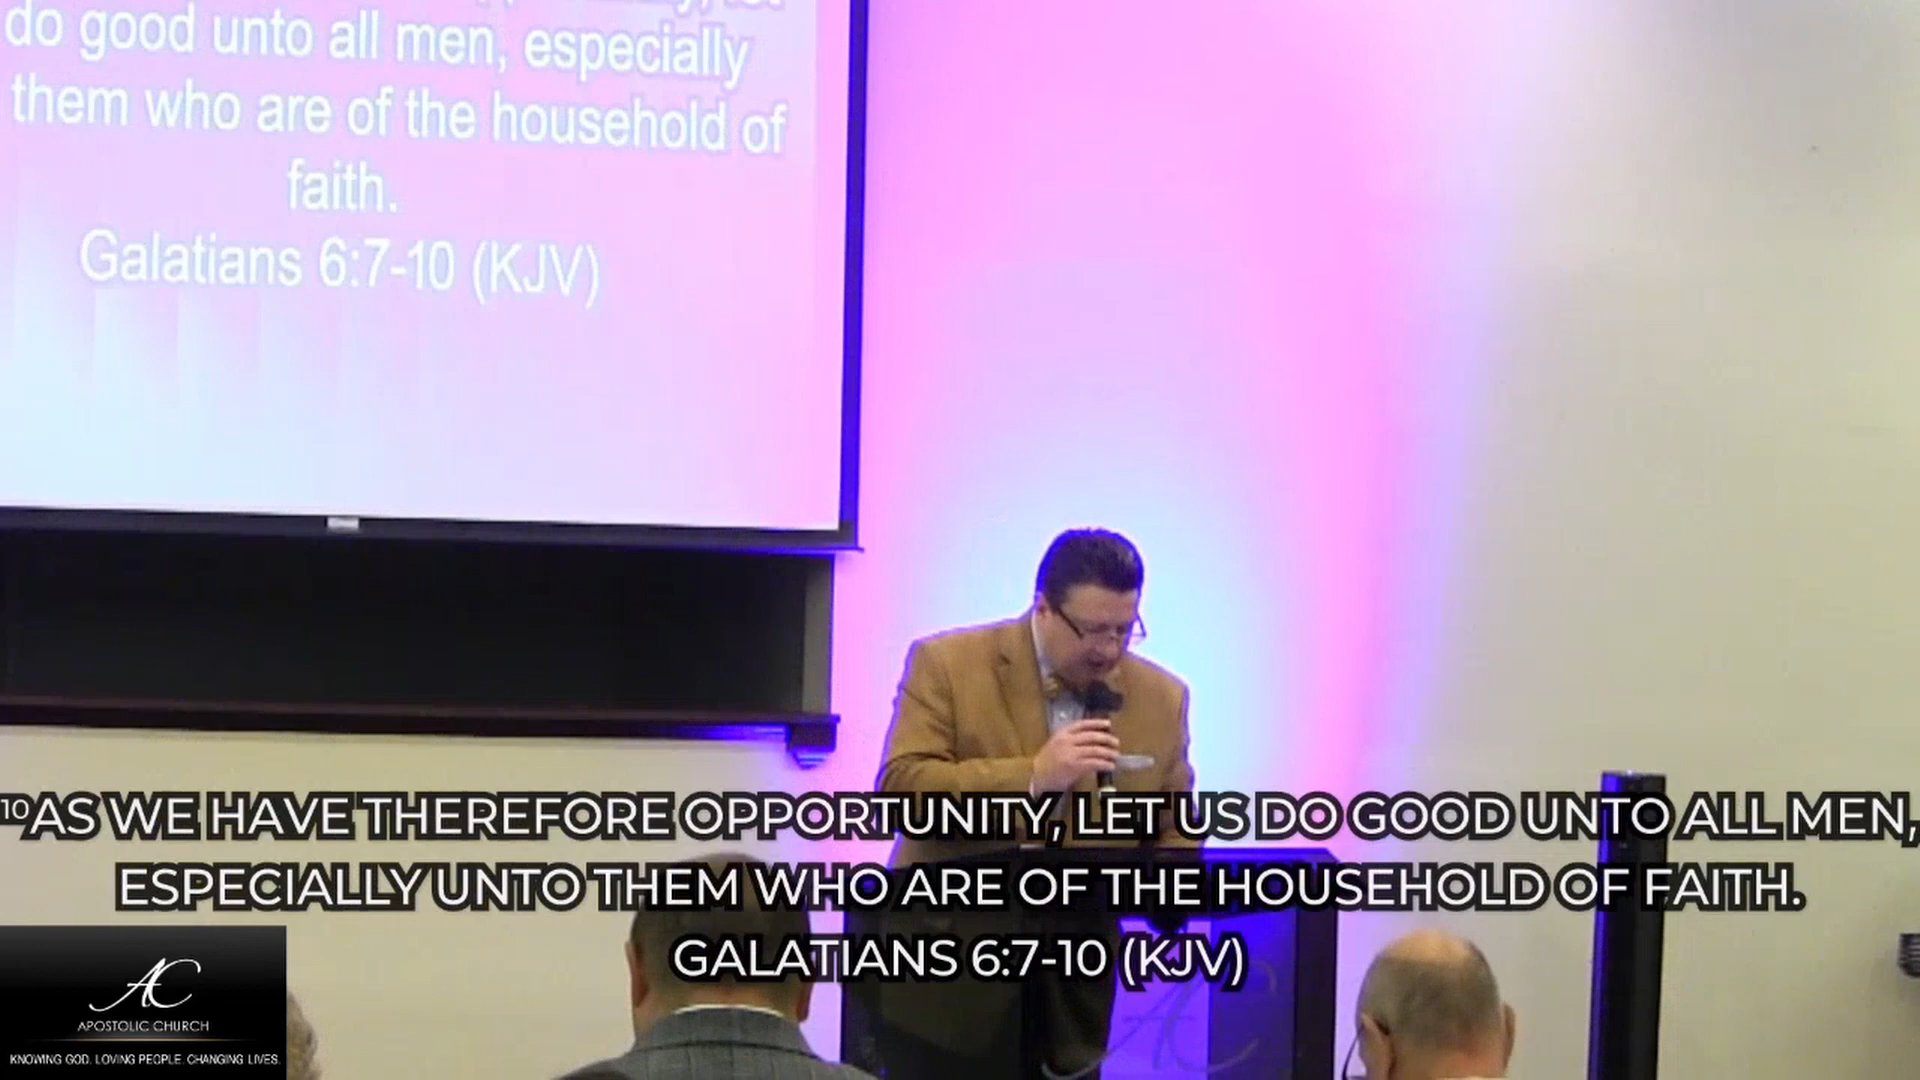 do good unto all men, especially
them who are of the household of
faith.
Galatians 6:7-10 (KJV)
¹⁰AS WE HAVE THEREFORE OPPORTUNITY, LET US DO GOOD UNTO ALL MEN,
ESPECIALLY UNTO THEM WHO ARE OF THE HOUSEHOLD OF FAITH.
GALATIANS 6:7-10 (KJV)
AC
APOSTOLIC CHURCH
KNOWING GOD. LOVING PEOPLE. CHANGING LIVES.
AC